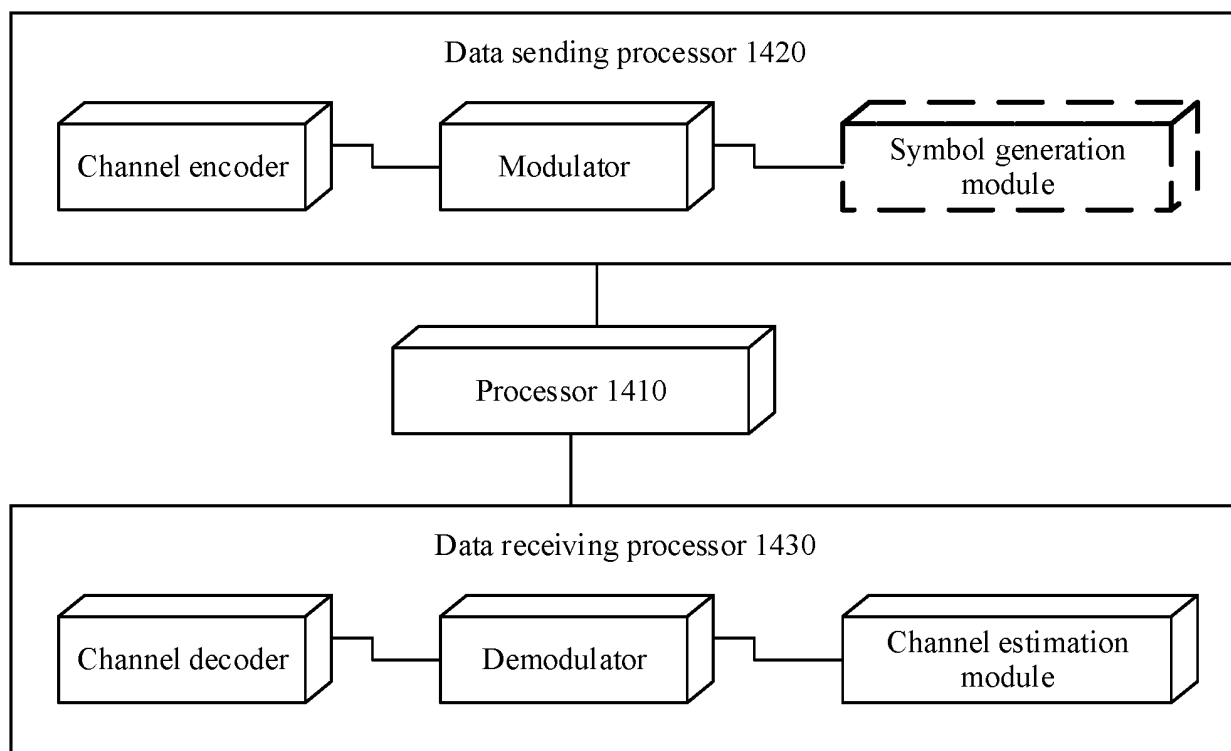 Data sending processor 1420
Channel encoder
Modulator
Symbol generation
module
Processor 1410
Data receiving processor 1430
Channel decoder
Demodulator
Channel estimation
module